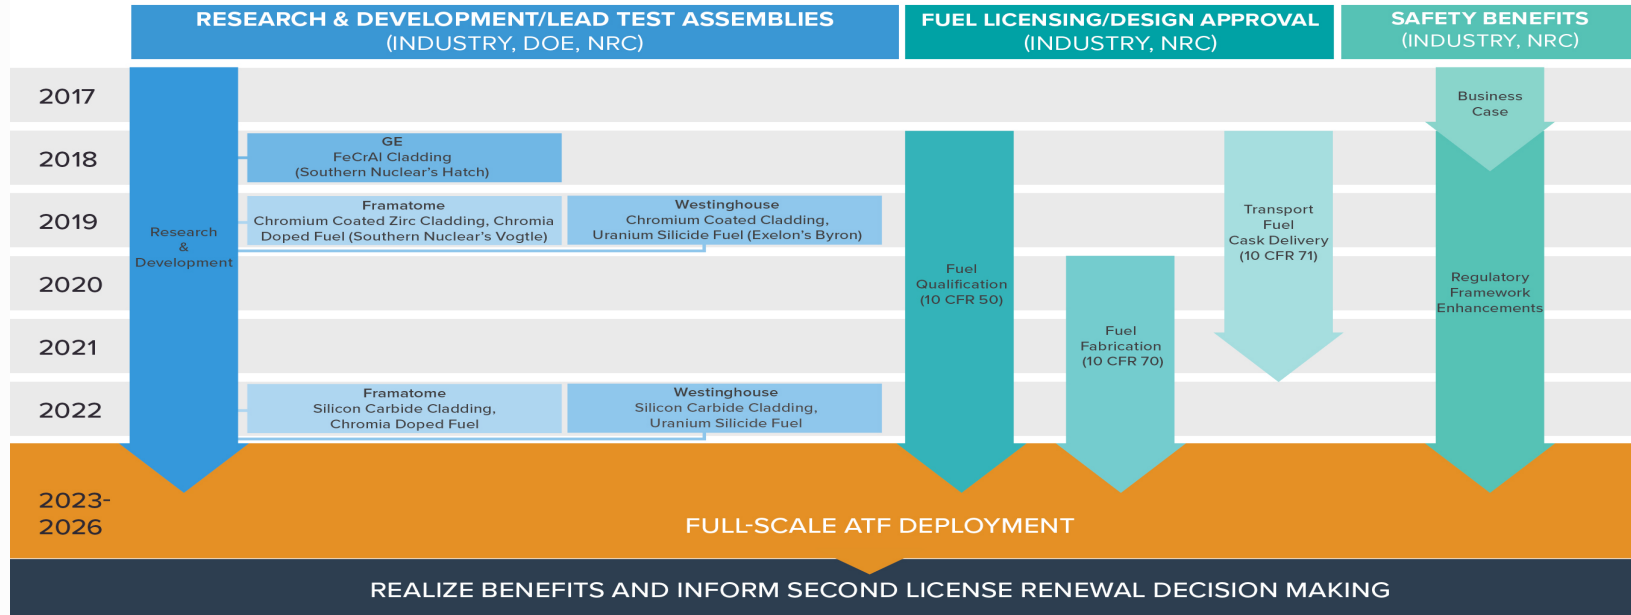 RESEARCH & DEVELOPMENT/LEAD TEST ASSEMBLIES
(INDUSTRY, DOE, NRC)
FUEL LICENSING/DESIGN APPROVAL
(INDUSTRY, NRC)
SAFETY BENEFITS
(INDUSTRY, NRC)
2017
Business
Case
2018
GE
FeCrAl Cladding
(Southern Nuclear's Hatch)
2019
Research
&
Development
Framatome
Chromium Coated Zirc Cladding, Chromia
Doped Fuel (Southern Nuclear's Vogtle)
Westinghouse
Chromium Coated Cladding,
Uranium Silicide Fuel (Exelon's Byron)
Transport
Fuel
Cask Delivery
(10 CFR 71)
2020
Fuel
Qualification
(10 CFR 50)
Regulatory
Framework
Enhancements
2021
Fuel
Fabrication
(10 CFR 70)
2022
Framatome
Silicon Carbide Cladding,
Chromia Doped Fuel
Westinghouse
Silicon Carbide Cladding,
Uranium Silicide Fuel
2023-
2026
FULL-SCALE ATF DEPLOYMENT
REALIZE BENEFITS AND INFORM SECOND LICENSE RENEWAL DECISION MAKING